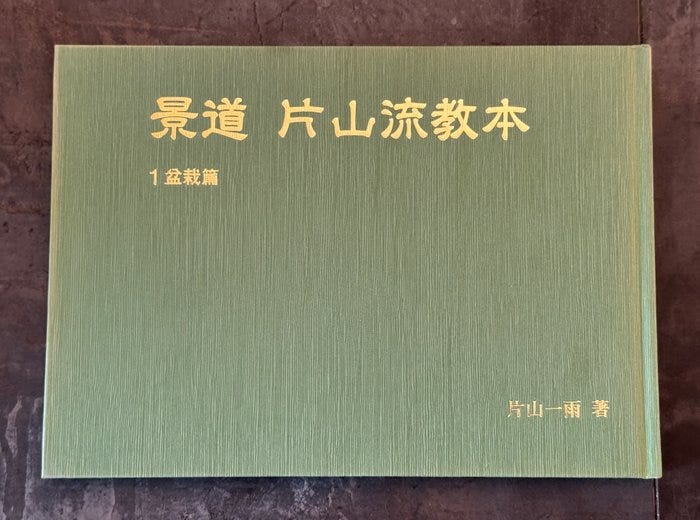 景道 片山流教本
1 盆栽篇
片山一雨 著